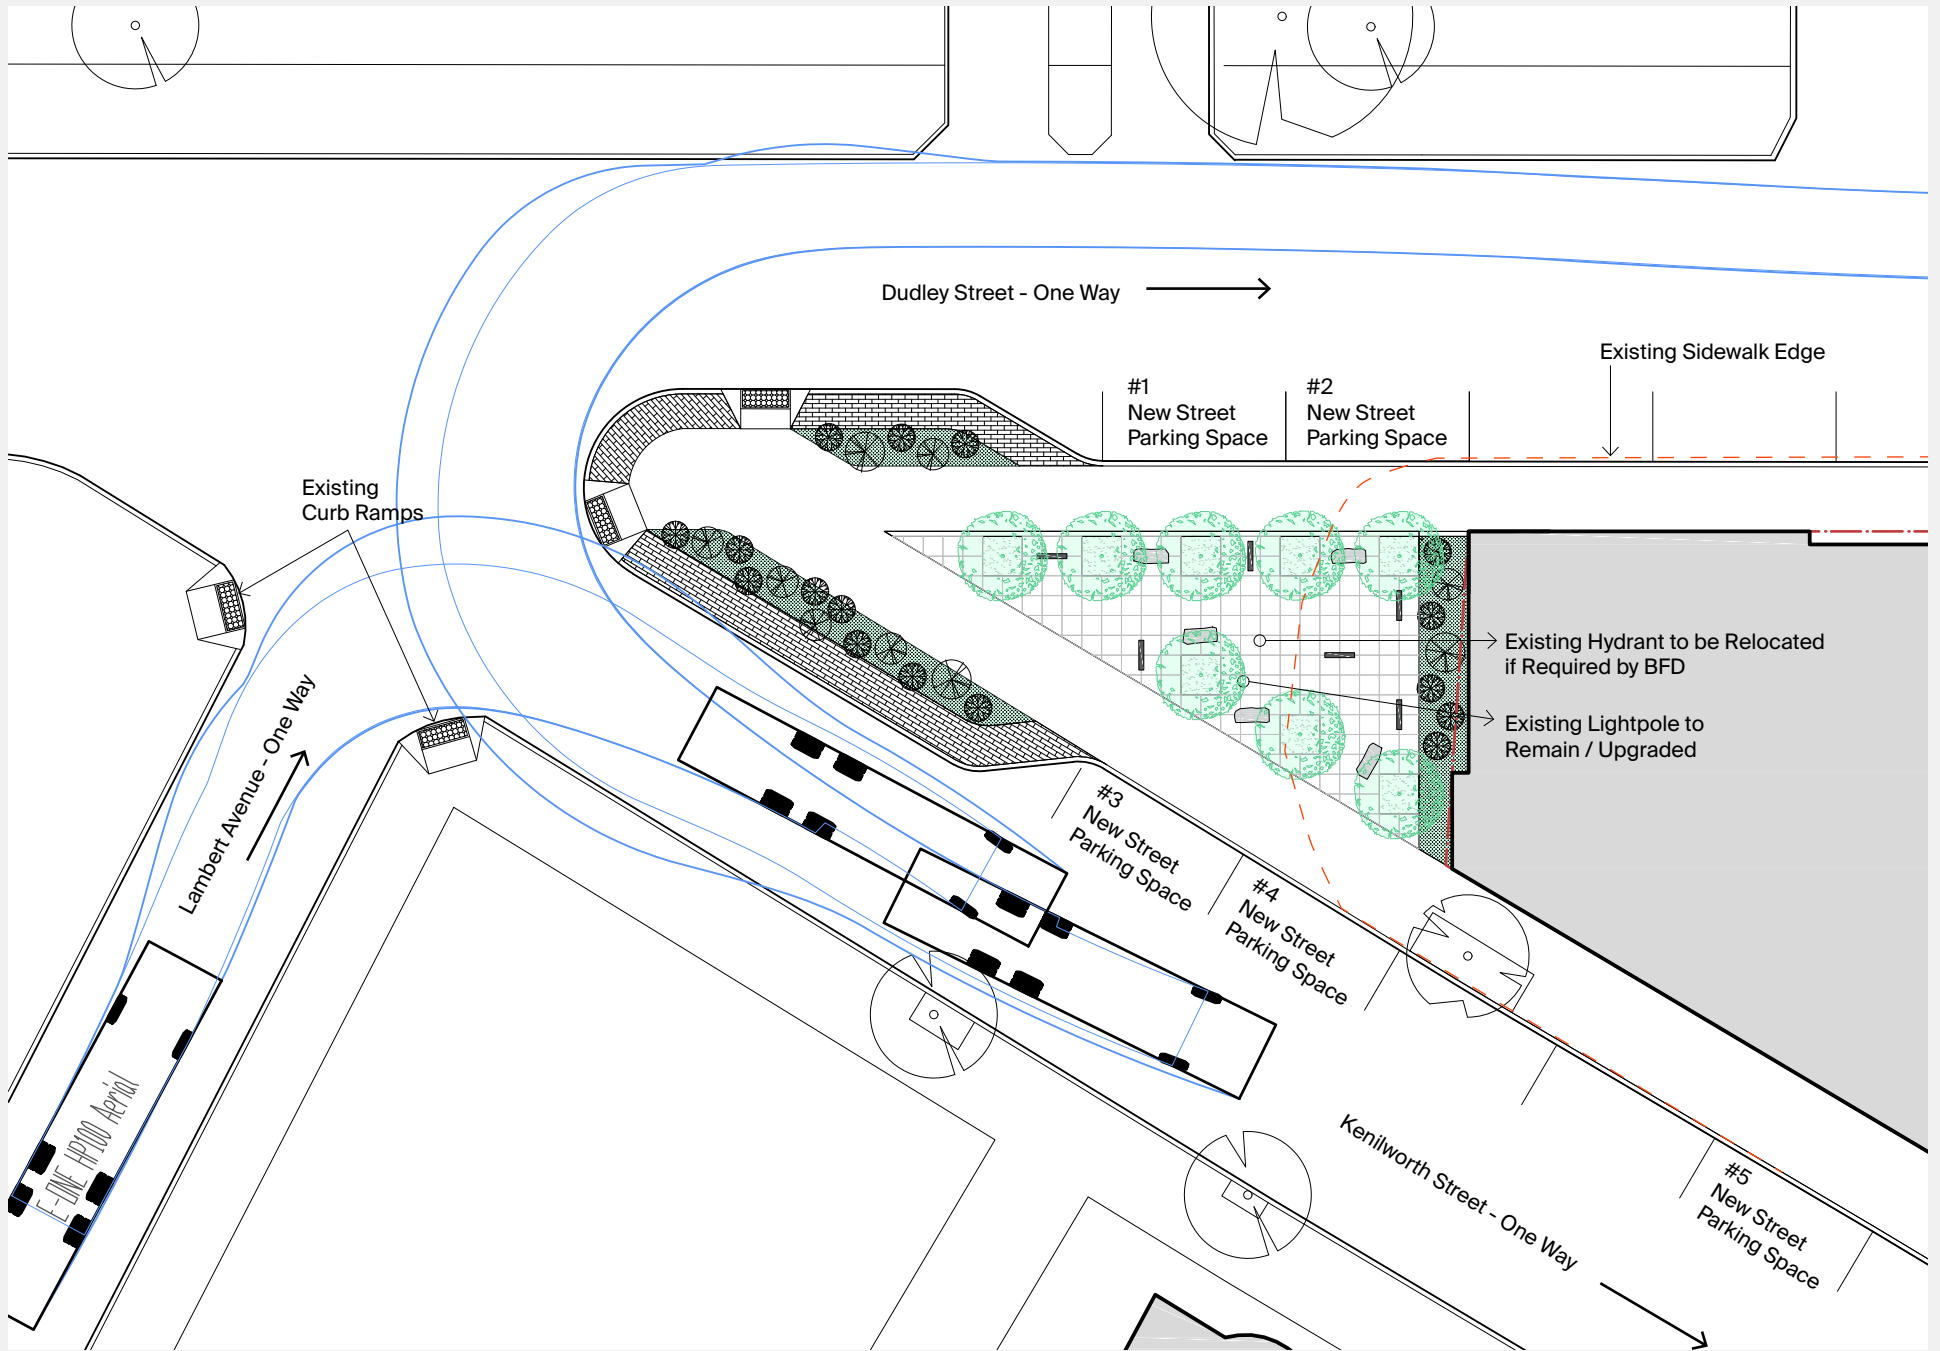 Dudley Street - One Way
Existing Sidewalk Edge
#1
New Street
Parking Space
#2
New Street
Parking Space
Existing
Curb Ramps
Existing Hydrant to be Relocated
if Required by BFD
Existing Lightpole to
Remain / Upgraded
Lambert Avenue - One Way
#3
New Street
Parking Space
#4
New Street
Parking Space
E-ONE HP100 Aerial
Kenilworth Street - One Way
#5
New Street
Parking Space